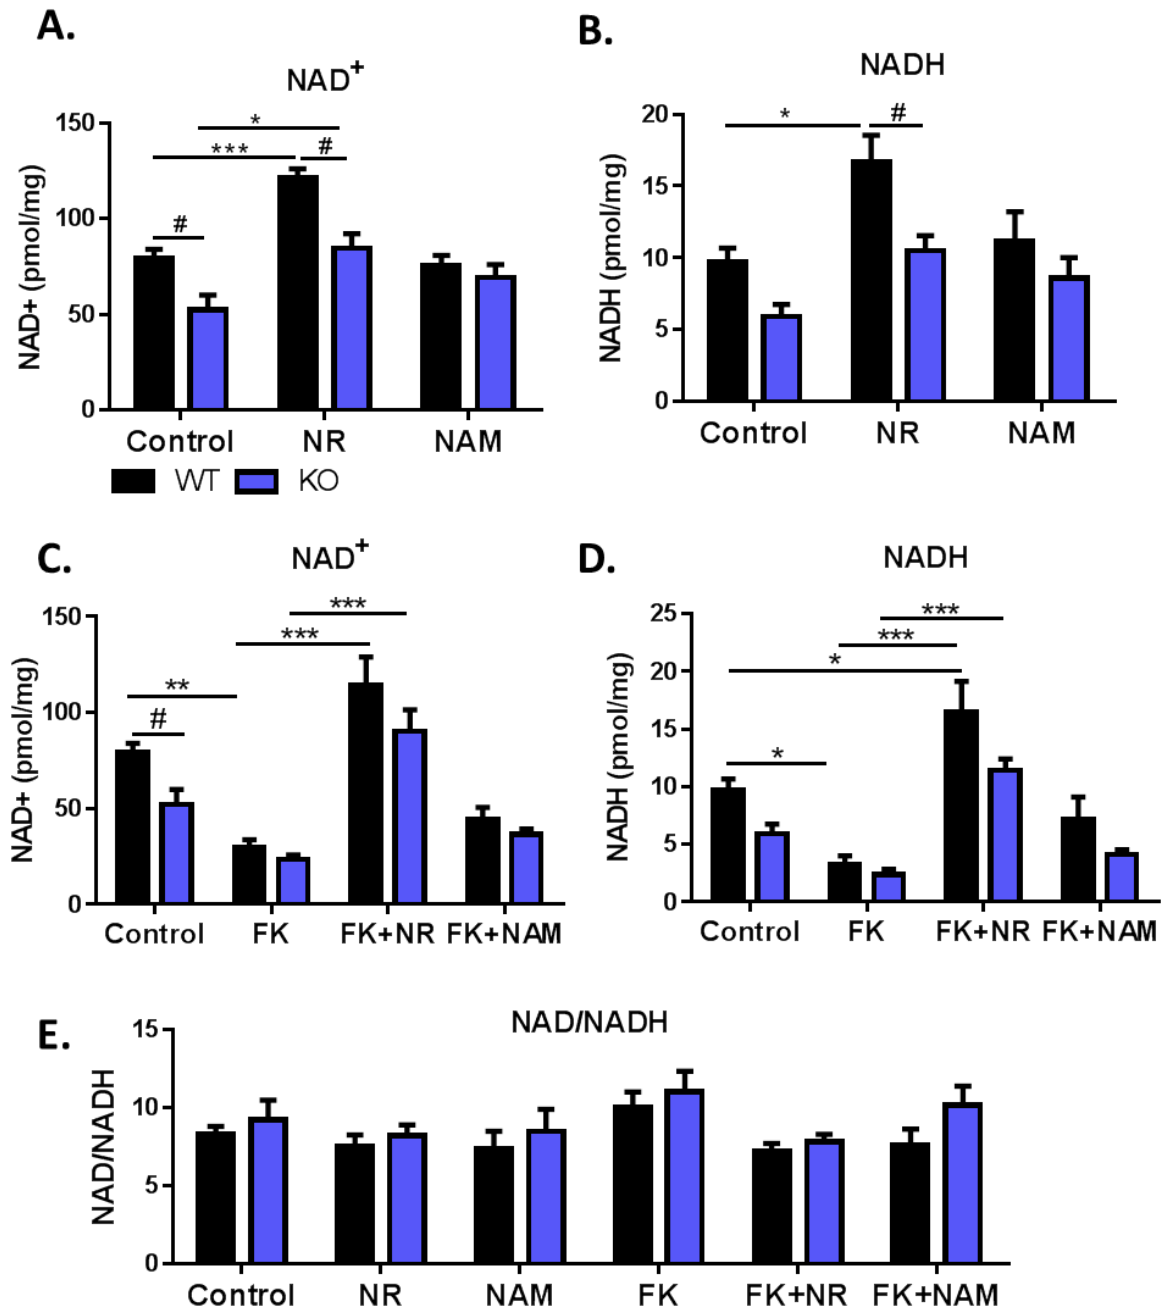 A.
NAD+
NAD+ (pmol/mg)
150
100
50
0
*
***
#
#
Control NR NAM
WT KO
B.
NADH
NADH (pmol/mg)
20
15
10
5
0
*
#
Control NR NAM
C.
NAD+
NAD+ (pmol/mg)
150
100
50
0
***
***
**
#
Control FK FK+NR FK+NAM
D.
NADH
NADH (pmol/mg)
25
20
15
10
5
0
***
***
*
*
Control FK FK+NR FK+NAM
E.
NAD/NADH
NAD/NADH
15
10
5
0
Control NR NAM FK FK+NR FK+NAM